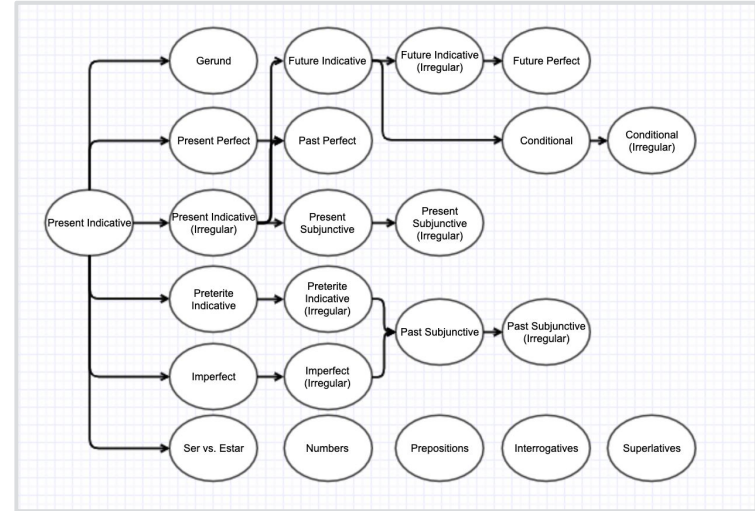 Gerund
Future Indicative
Future Indicative
(Irregular)
Future Perfect
Present Perfect
Past Perfect
Conditional
Conditional
(Irregular)
Present Indicative
Present Indicative
(Irregular)
Present
Subjunctive
Present
Subjunctive
(Irregular)
Preterite
Indicative
Preterite
Indicative
(Irregular)
Past Subjunctive
Past Subjunctive
(Irregular)
Imperfect
Imperfect
(Irregular)
Ser vs. Estar
Numbers
Prepositions
Interrogatives
Superlatives